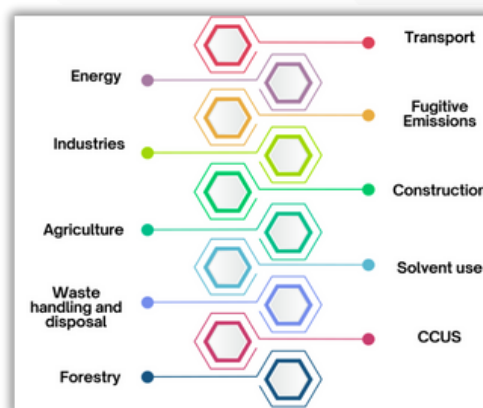 Transport
Energy
Fugitive
Emissions
Industries
Construction
Agriculture
Solvent use
Waste
handling and
disposal
CCUS
Forestry